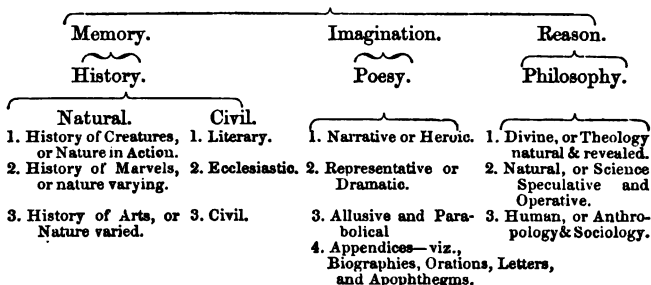 Memory. Imagination. Reason.
History. Poesy. Philosophy.
Natural. Civil.
1. History of Creatures, or Nature in Action.
2. History of Marvels, or nature varying.
3. History of Arts, or Nature varied.
1. Literary.
2. Ecclesiastic.
3. Civil.
1. Narrative or Heroic.
2. Representative or Dramatic.
3. Allusive and Parabolical
4. Appendices—viz., Biographies, Orations, Letters, and Apophthegms.
1. Divine, or Theology natural & revealed.
2. Natural, or Science Speculative and Operative.
3. Human, or Anthropology & Sociology.